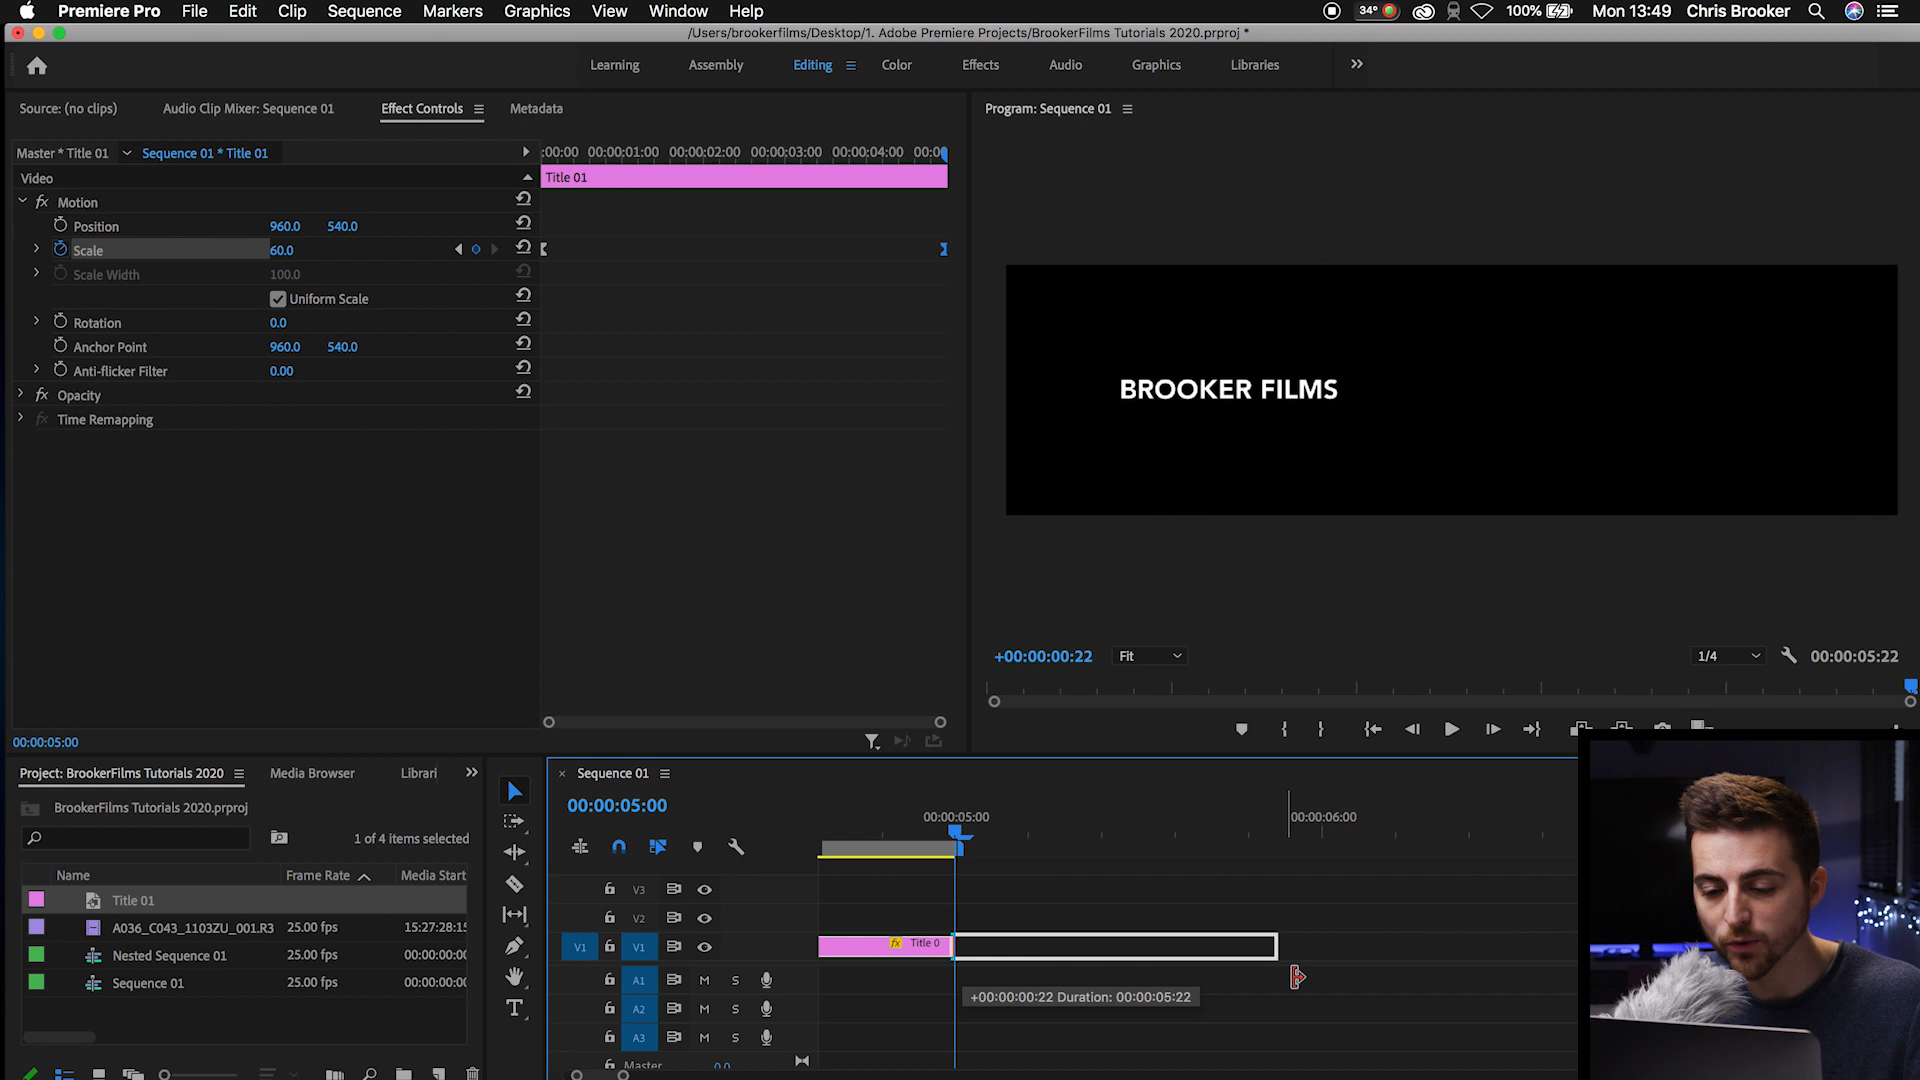 Premiere Pro File Edit Clip Sequence Markers Graphics View Window Help 34° 100% Mon 13:49 Chris Brooker
/Users/brookerfilms/Desktop/1. Adobe Premiere Projects/BrookerFilms Tutorials 2020.prproj *
Learning Assembly Editing Color Effects Audio Graphics Libraries
Source: (no clips) Audio Clip Mixer: Sequence 01 Effect Controls Metadata
Program: Sequence 01
Master * Title 01 Sequence 01 * Title 01
:00:00 00:00:01:00 00:00:02:00 00:00:03:00 00:00:04:00 00:00
Video
Title 01
fx Motion
Position 960.0 540.0
Scale 60.0
Scale Width 100.0
Uniform Scale
Rotation 0.0
Anchor Point 960.0 540.0
Anti-flicker Filter 0.00
fx Opacity
fx Time Remapping
BROOKER FILMS
+00:00:00:22 Fit 1/4 00:00:05:22
00:00:05:00
Project: BrookerFilms Tutorials 2020 Media Browser Librari
BrookerFilms Tutorials 2020.prproj
1 of 4 items selected
Name Frame Rate Media Start
Title 01
A036_C043_1103ZU_001.R3 25.00 fps 15:27:28:15
Nested Sequence 01 25.00 fps 00:00:00:00
Sequence 01 25.00 fps 00:00:00:00
Sequence 01
00:00:05:00
00:00:05:00 00:00:06:00
V3
V2
V1 V1 fx Title 0
A1 M S
+00:00:00:22 Duration: 00:00:05:22
A2 M S
A3 M S
Master 0.0